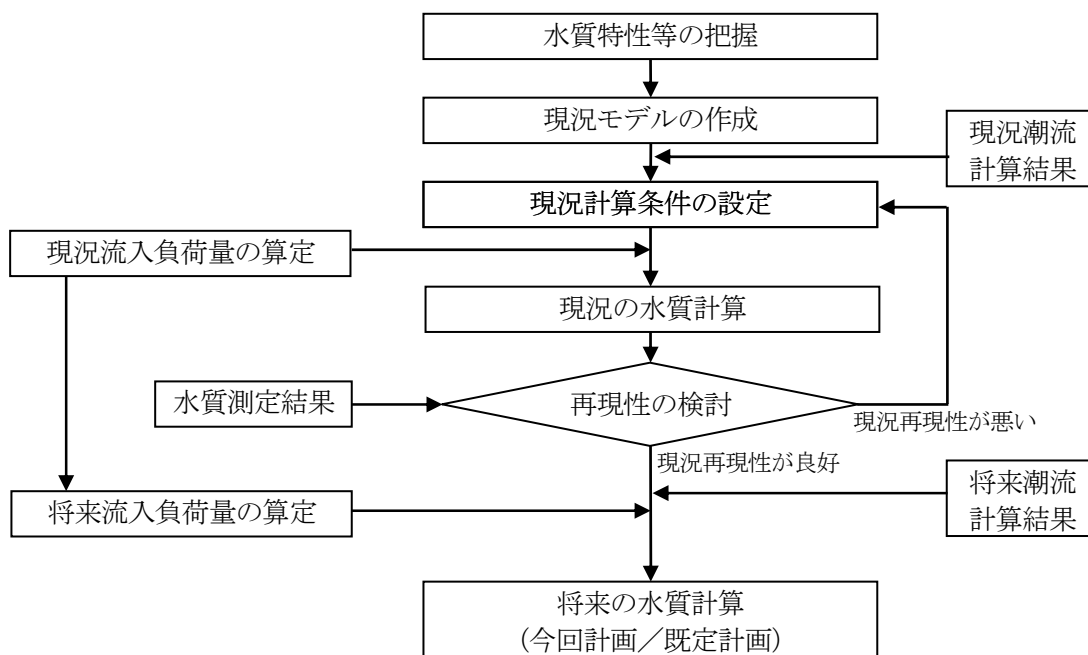 水質特性等の把握
現況モデルの作成
現況潮流
計算結果
現況計算条件の設定
現況流入負荷量の算定
現況の水質計算
水質測定結果
再現性の検討
現況再現性が悪い
現況再現性が良好
将来流入負荷量の算定
将来潮流
計算結果
将来の水質計算
(今回計画／既定計画)